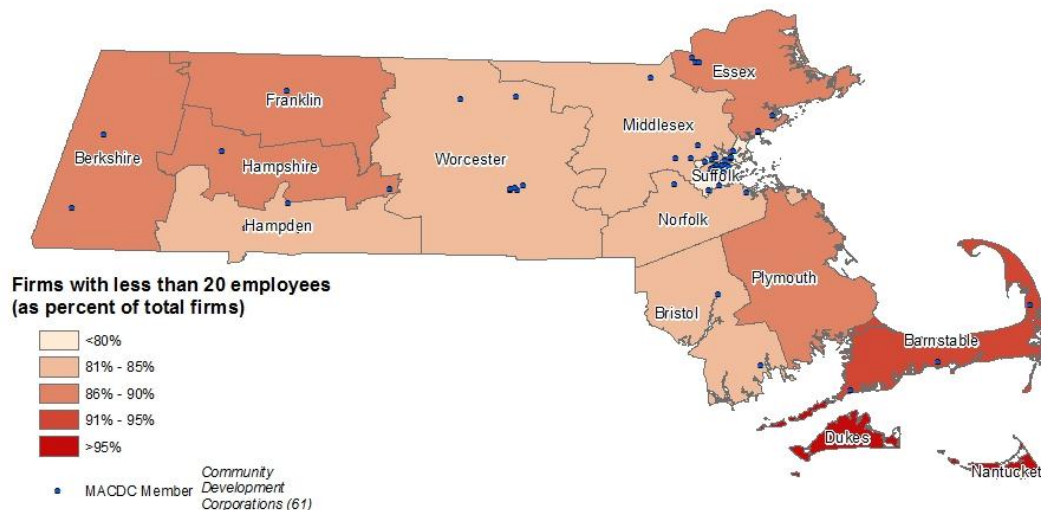 Essex
Franklin
Middlesex
Berkshire
Hampshire
Worcester
Suffolk
Hampden
Norfolk
Firms with less than 20 employees
(as percent of total firms)
Plymouth
Bristol
<80%
Barnstable
81% - 85%
86% - 90%
91% - 95%
>95%
Dukes
Nantucket
MACDC Member
Community
Development
Corporations (61)